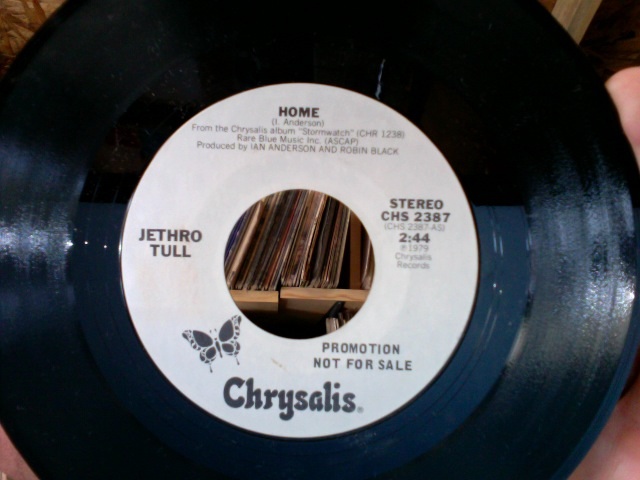 HOME
(I. Anderson)
From the Chrysalis album "Stormwatch" (CHR 1238)
Rare Blue Music Inc. (ASCAP)
Produced by IAN ANDERSON AND ROBIN BLACK
JETHRO
TULL
STEREO
CHS 2387
(CHS 2387-AS)
2:44
℗1979
Chrysalis
Records
PROMOTION
NOT FOR SALE
Chrysalis®